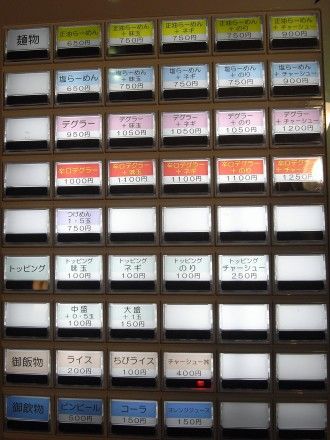 麺物
正油らーめん
650円
正油らーめん
+ 味玉
750円
正油らーめん
+ ネギ
750円
正油らーめん
+ のり
750円
正油らーめん
+ チャーシュー
900円
塩らーめん
650円
塩らーめん
+ 味玉
750円
塩らーめん
+ ネギ
750円
塩らーめん
+ のり
750円
塩らーめん
+ チャーシュー
900円
デグラー
950円
デグラー
+ 味玉
1050円
デグラー
+ ネギ
1050円
デグラー
+ のり
1050円
デグラー
+ チャーシュー
1200円
辛口デグラー
1000円
辛口デグラー
+ 味玉
1100円
辛口デグラー
+ ネギ
1100円
辛口デグラー
+ のり
1100円
辛口デグラー
+ チャーシュー
1250円
つけめん
1・5玉
750円
トッピング
トッピング
味玉
100円
トッピング
ネギ
100円
トッピング
のり
100円
トッピング
チャーシュー
250円
中盛
+0・5玉
100円
大盛
+1玉
150円
御飯物
ライス
200円
ちびライス
100円
チャーシュー丼
400円
御飲物
ビンビール
500円
コーラ
150円
オレンジジュース
150円